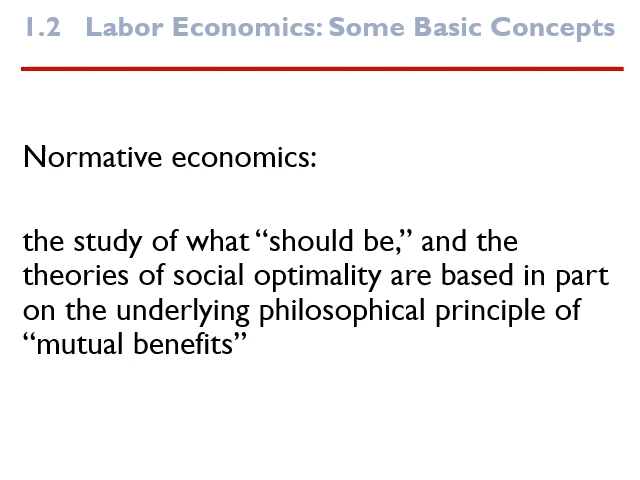 1.2 Labor Economics: Some Basic Concepts
Normative economics:
the study of what “should be,” and the
theories of social optimality are based in part
on the underlying philosophical principle of
“mutual benefits”